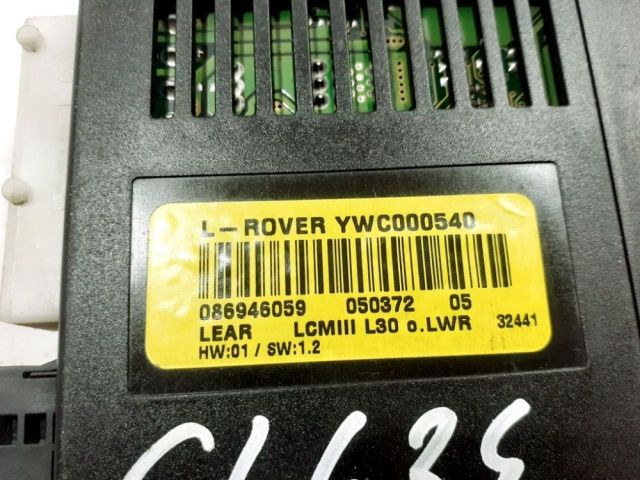 L-ROVER YWC000540
086946059 050372 05
LEAR LCMIII L30 o.LWR 32441
HW:01 / SW:1.2